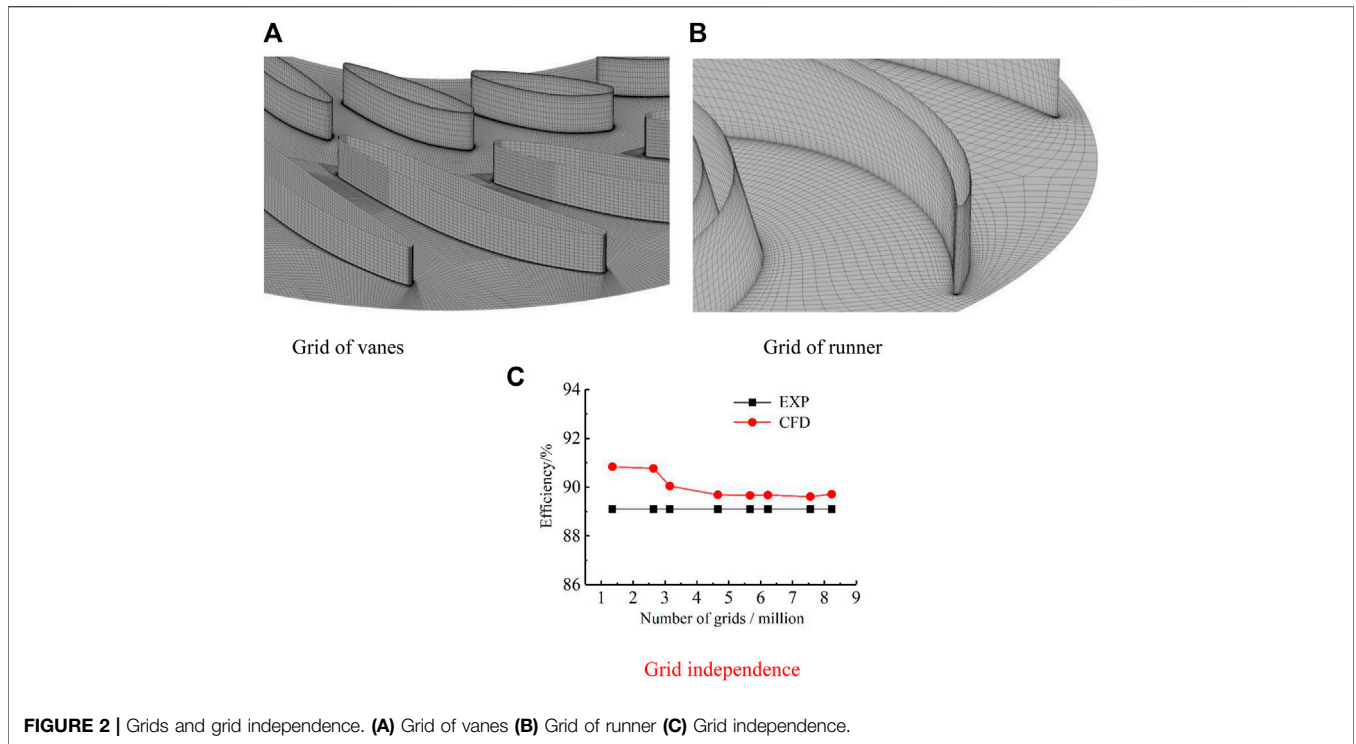 A
B
Grid of vanes
Grid of runner
C
94
92
90
88
86
Efficiency/%
EXP
CFD
1 2 3 4 5 6 7 8 9
Number of grids / million
Grid independence
FIGURE 2 | Grids and grid independence. (A) Grid of vanes (B) Grid of runner (C) Grid independence.